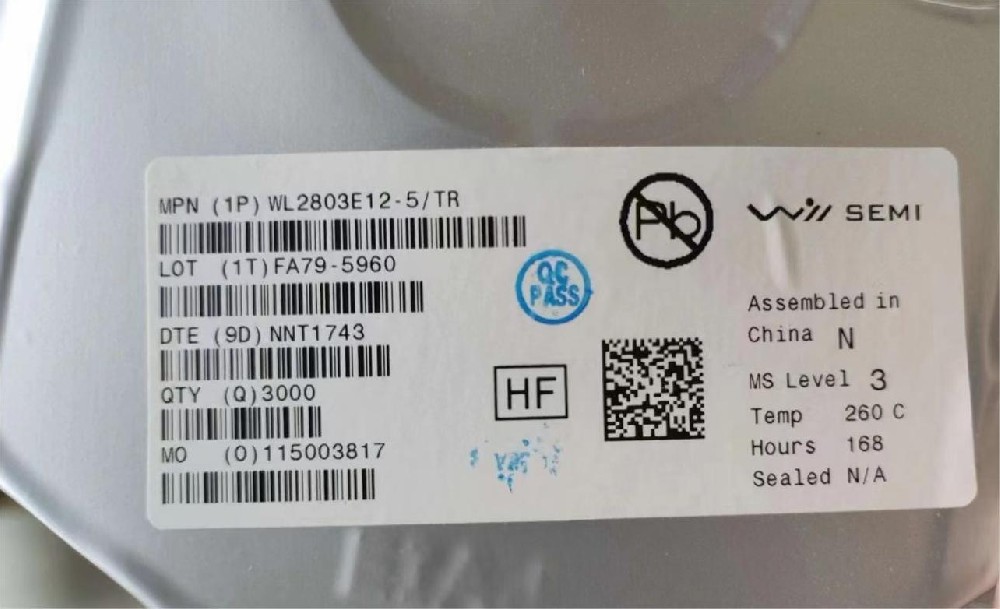 MPN (1P) WL2803E12-5/TR
LOT (1T) FA79-5960
DTE (9D) NNT1743
QTY (Q)3000
MO (O)115003817
Pb
QC
PASS
HF
Will SEMI
Assembled in
China N
MS Level 3
Temp 260 C
Hours 168
Sealed N/A